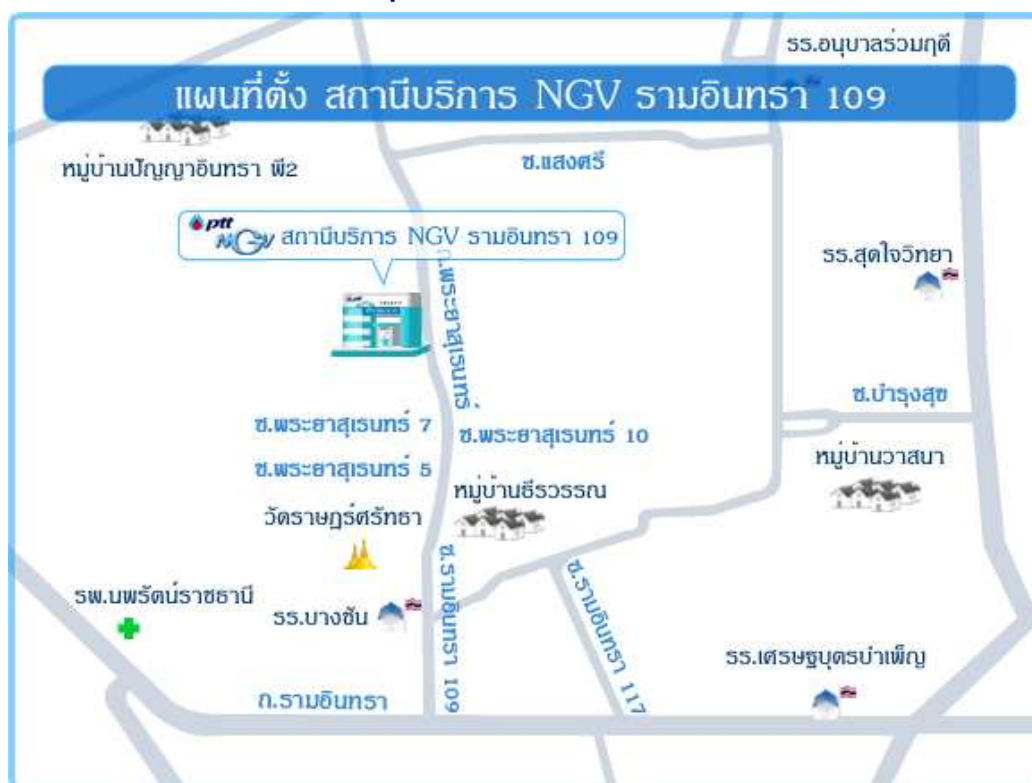 รร.อนุบาลร่วมฤดี
แผนที่ตั้ง สถานีบริการ NGV รามอินทรา 109
ซ.แสงศรี
หมู่บ้านปัญญาอินทรา พี2
ptt
NGV สถานีบริการ NGV รามอินทรา 109
รร.สุดใจวิทยา
ถ.พระยาสุเรนทร์
ซ.บำรุงสุข
ซ.พระยาสุเรนทร์ 7
ซ.พระยาสุเรนทร์ 10
หมู่บ้านวาสนา
ซ.พระยาสุเรนทร์ 5
หมู่บ้านธีรวรรณ
วัดราษฎร์ศรัทธา
ซ.รามอินทรา 109
ซ.รามอินทรา 117
รพ.นพรัตน์ราชธานี
รร.บางชัน
รร.เศรษฐบุตรบำเพ็ญ
ถ.รามอินทรา